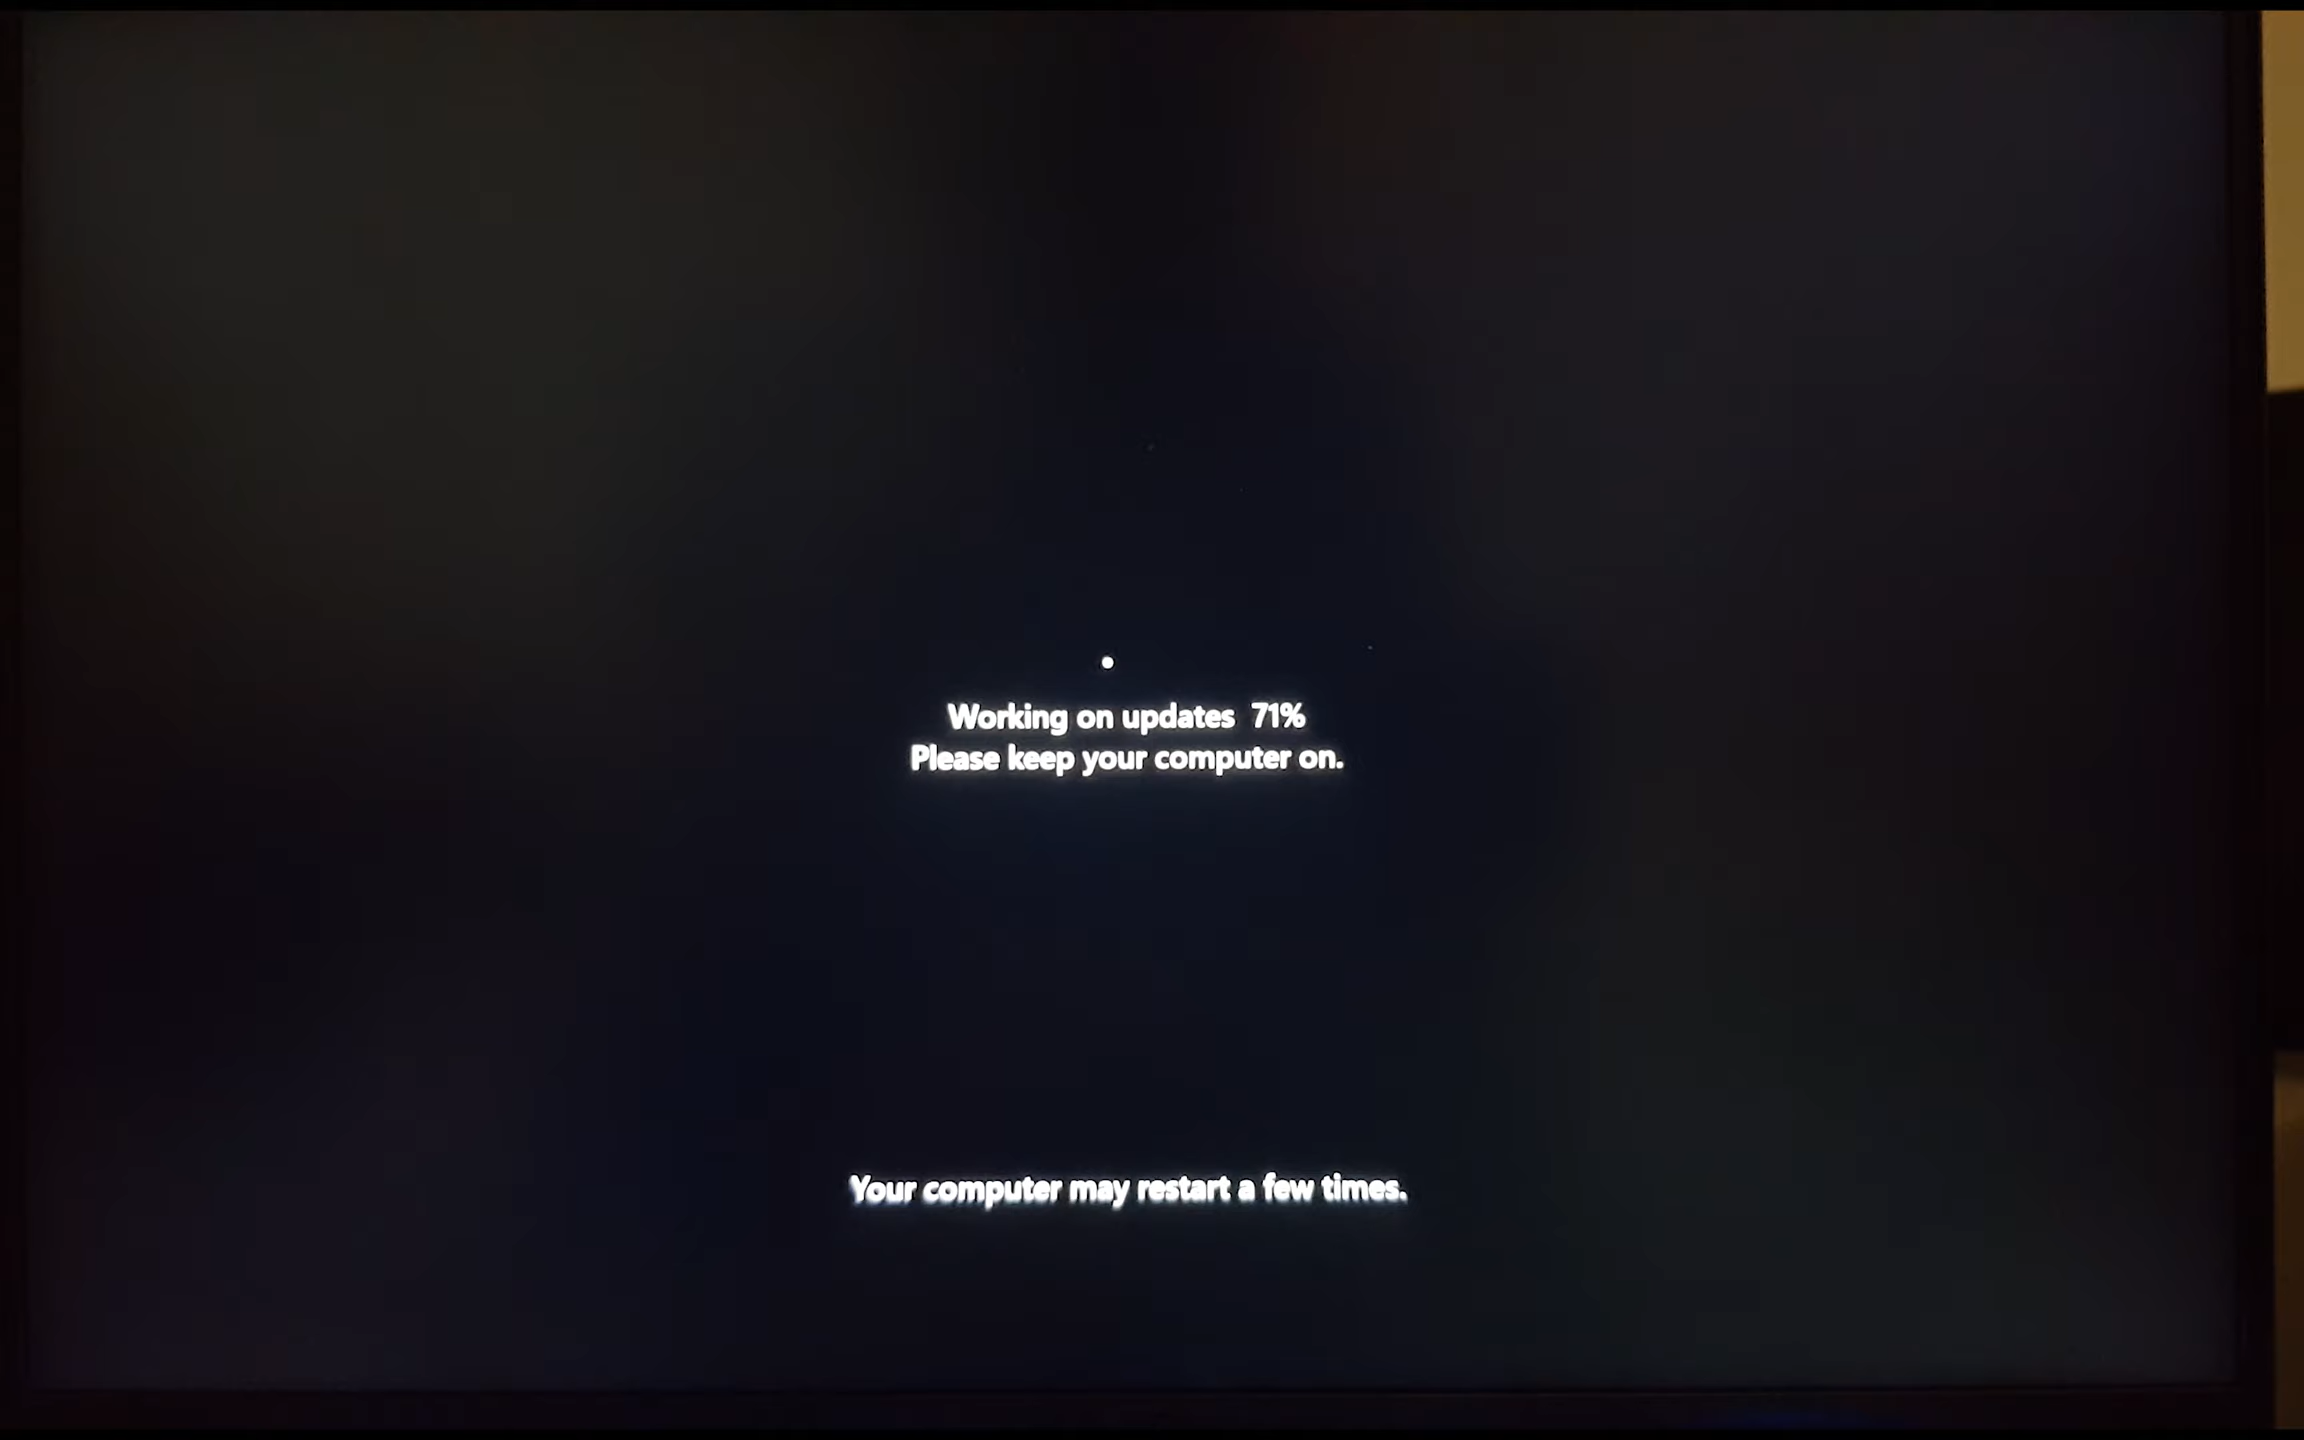 Working on updates 71%
Please keep your computer on.
Your computer may restart a few times.